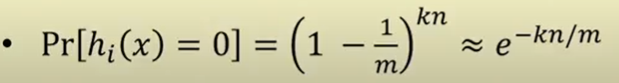 • Pr[hᵢ(x) = 0] = (1 − 1/m)^{kn} ≈ e^{−kn/m}